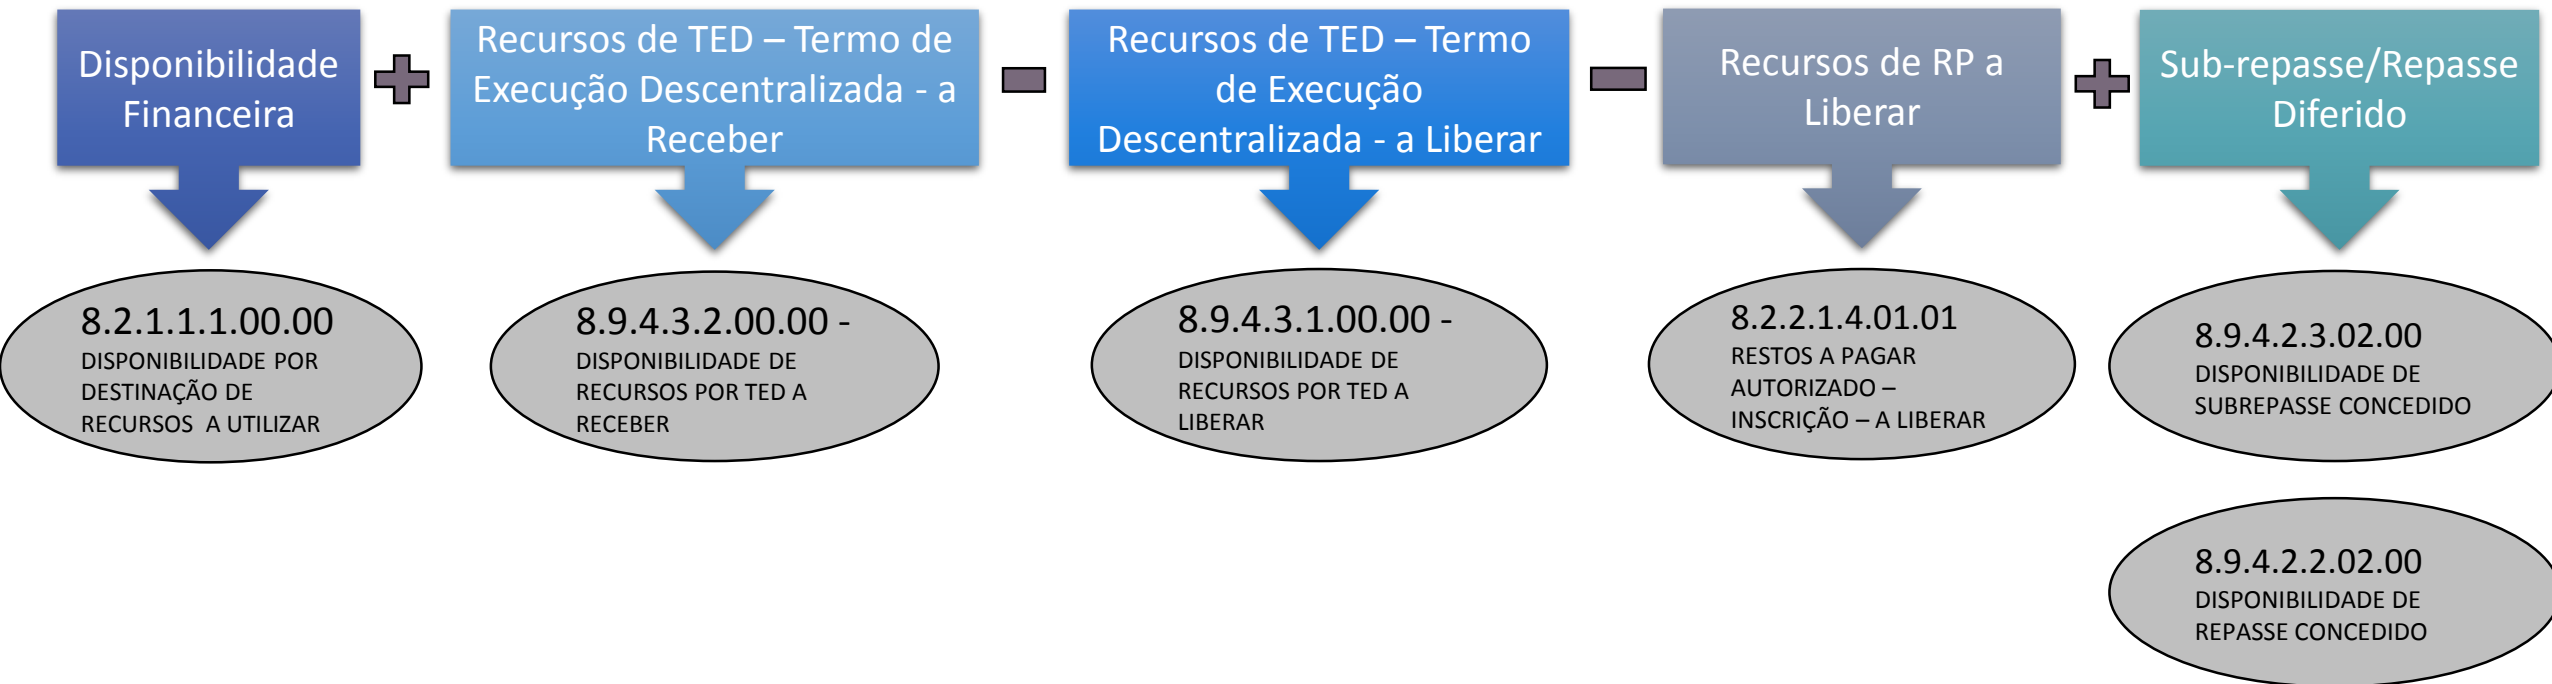 Disponibilidade
Financeira
Recursos de TED – Termo de
Execução Descentralizada - a
Receber
Recursos de TED – Termo
de Execução
Descentralizada - a Liberar
Recursos de RP a
Liberar
Sub-repasse/Repasse
Diferido
8.2.1.1.1.00.00
DISPONIBILIDADE POR
DESTINAÇÃO DE
RECURSOS A UTILIZAR
8.9.4.3.2.00.00 -
DISPONIBILIDADE DE
RECURSOS POR TED A
RECEBER
8.9.4.3.1.00.00 -
DISPONIBILIDADE DE
RECURSOS POR TED A
LIBERAR
8.2.2.1.4.01.01
RESTOS A PAGAR
AUTORIZADO –
INSCRIÇÃO – A LIBERAR
8.9.4.2.3.02.00
DISPONIBILIDADE DE
SUBREPASSE CONCEDIDO
8.9.4.2.2.02.00
DISPONIBILIDADE DE
REPASSE CONCEDIDO